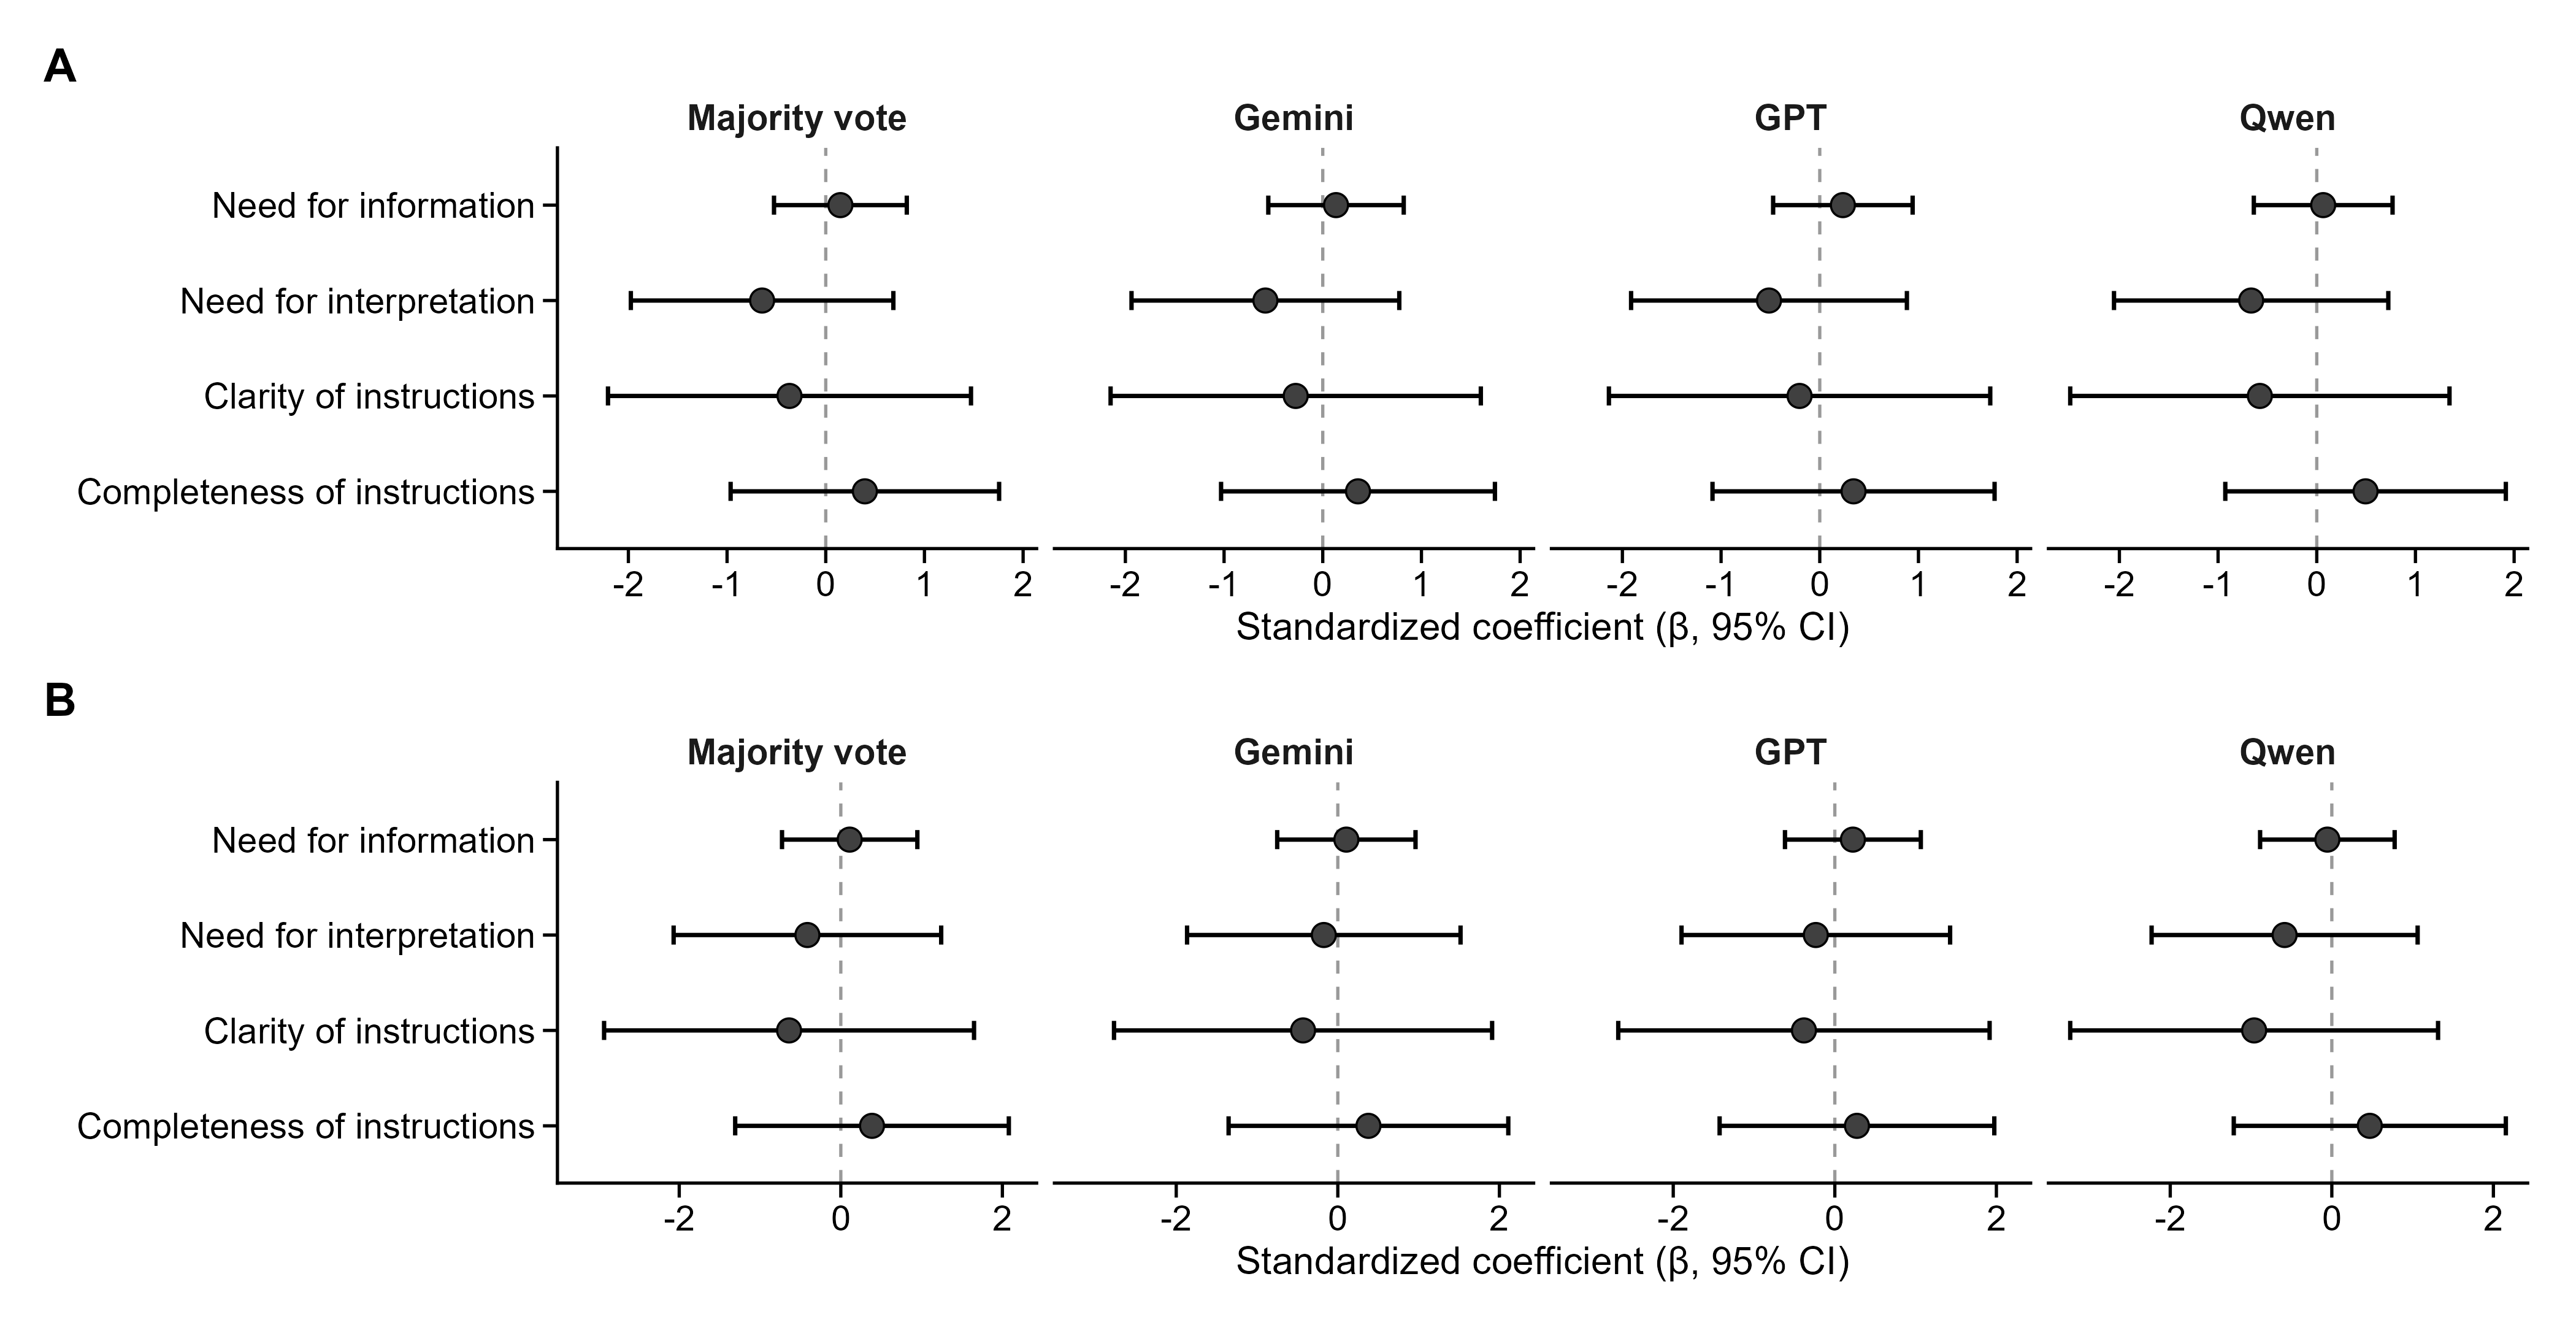 A
Majority vote Gemini GPT Qwen
Need for information
Need for interpretation
Clarity of instructions
Completeness of instructions
-2 -1 0 1 2 -2 -1 0 1 2 -2 -1 0 1 2 -2 -1 0 1 2
Standardized coefficient (β, 95% CI)
B
Majority vote Gemini GPT Qwen
Need for information
Need for interpretation
Clarity of instructions
Completeness of instructions
-2 0 2 -2 0 2 -2 0 2 -2 0 2
Standardized coefficient (β, 95% CI)